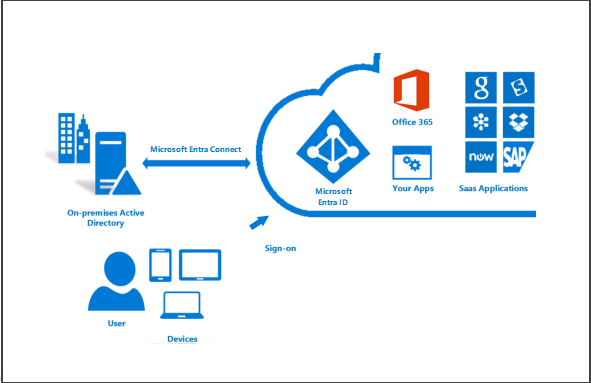 Office 365
g
now
SAP
Microsoft Entra Connect
Microsoft
Entra ID
Your Apps
Saas Applications
On-premises Active
Directory
Sign-on
User
Devices